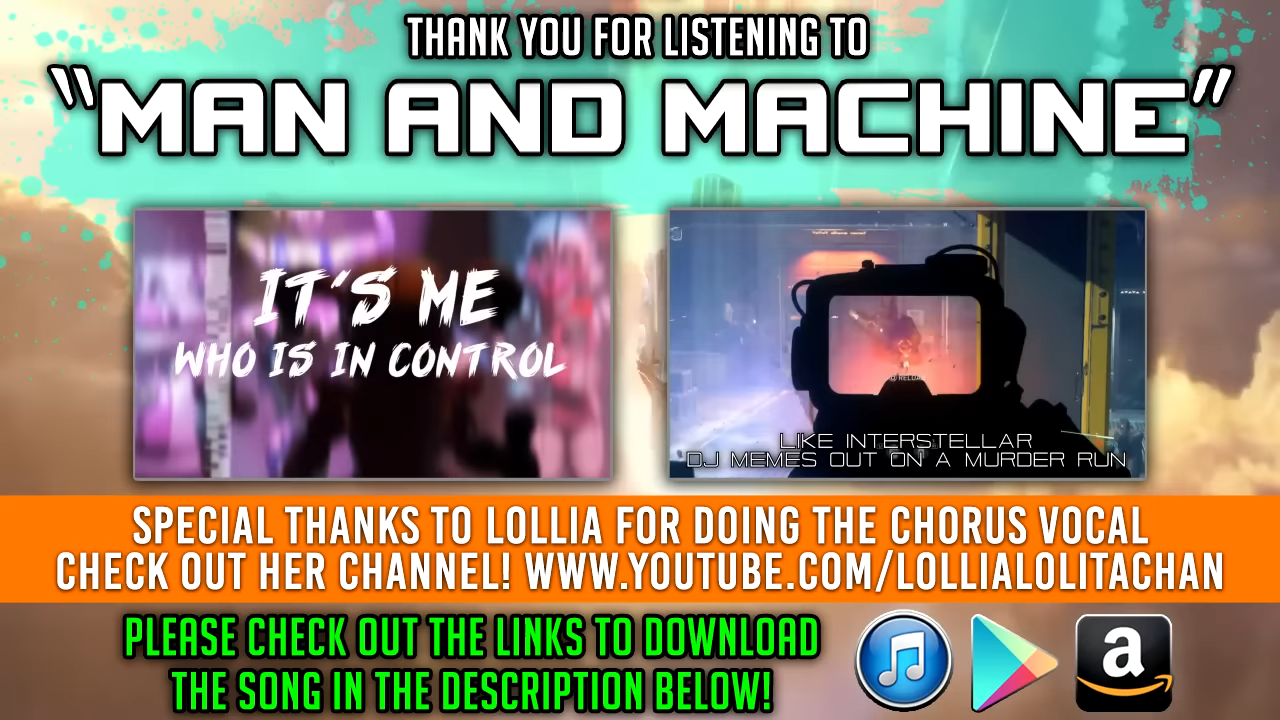 THANK YOU FOR LISTENING TO
"MAN AND MACHINE"
IT'S ME
WHO IS IN CONTROL
LIKE INTERSTELLAR
DJ MEMES OUT ON A MURDER RUN
SPECIAL THANKS TO LOLLIA FOR DOING THE CHORUS VOCAL
CHECK OUT HER CHANNEL! WWW.YOUTUBE.COM/LOLLIALOLITACHAN
PLEASE CHECK OUT THE LINKS TO DOWNLOAD
THE SONG IN THE DESCRIPTION BELOW!
a